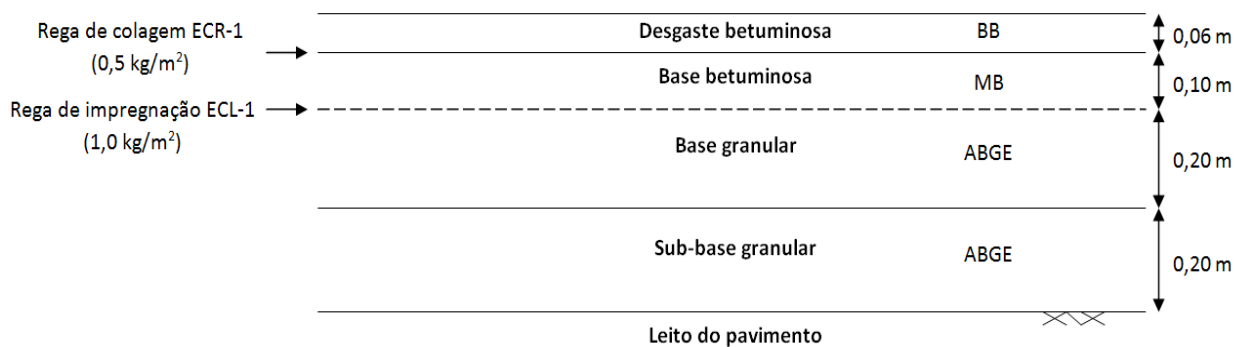 Rega de colagem ECR-1
(0,5 kg/m²)
Desgaste betuminosa BB 0,06 m
Base betuminosa MB 0,10 m
Rega de impregnação ECL-1
(1,0 kg/m²)
Base granular ABGE 0,20 m
Sub-base granular ABGE 0,20 m
Leito do pavimento